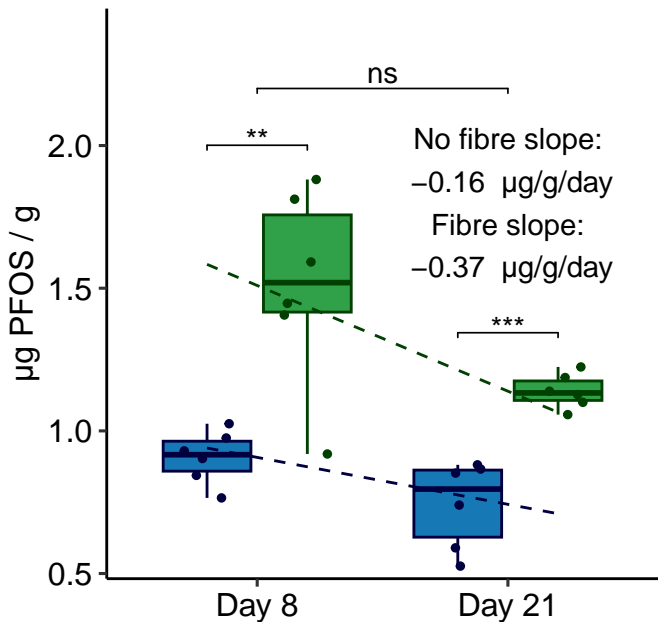 ns
**
No fibre slope:
−0.16 µg/g/day
Fibre slope:
−0.37 µg/g/day
***
µg PFOS / g
2.0
1.5
1.0
0.5
Day 8
Day 21